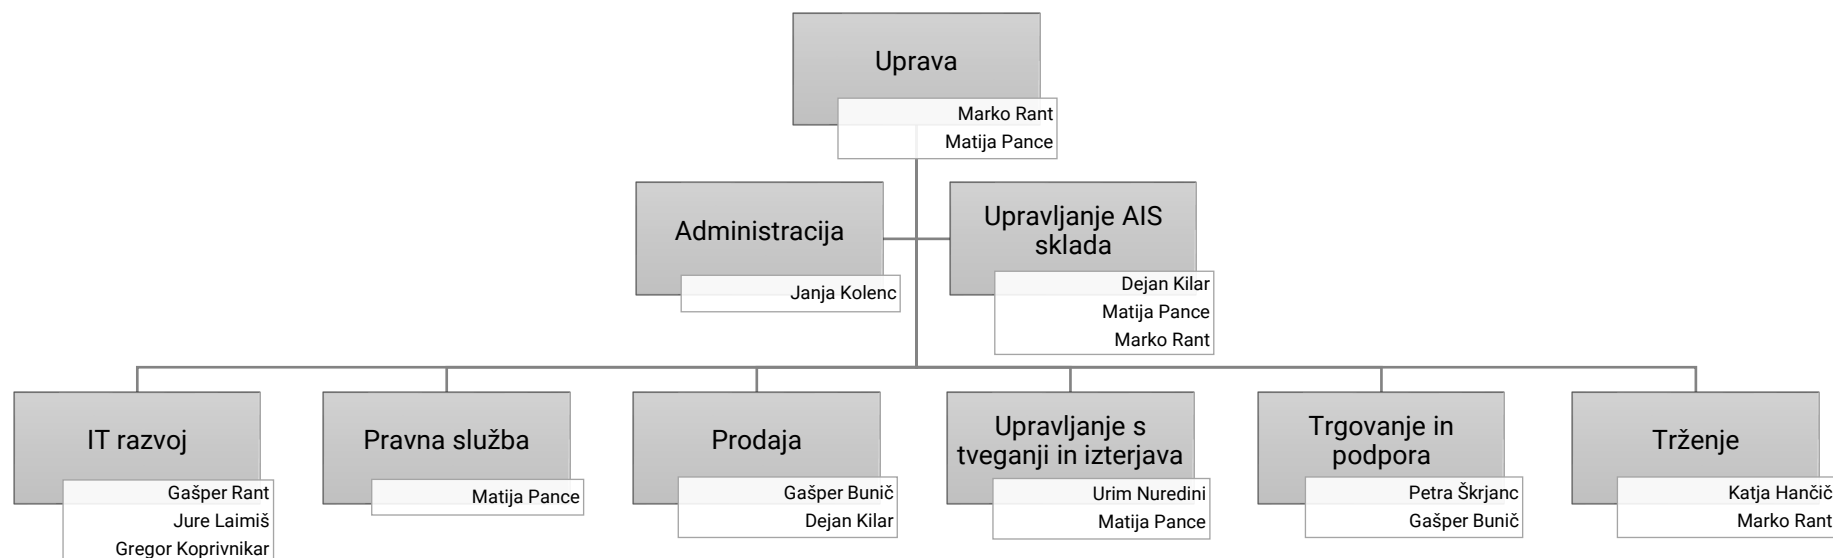 Uprava
Marko Rant
Matija Pance
Administracija
Janja Kolenc
Upravljanje AIS
sklada
Dejan Kilar
Matija Pance
Marko Rant
IT razvoj
Gašper Rant
Jure Laimiš
Gregor Koprivnikar
Pravna služba
Matija Pance
Prodaja
Gašper Bunič
Dejan Kilar
Upravljanje s
tveganji in izterjava
Urim Nuredini
Matija Pance
Trgovanje in
podpora
Petra Škrjanc
Gašper Bunič
Trženje
Katja Hančič
Marko Rant